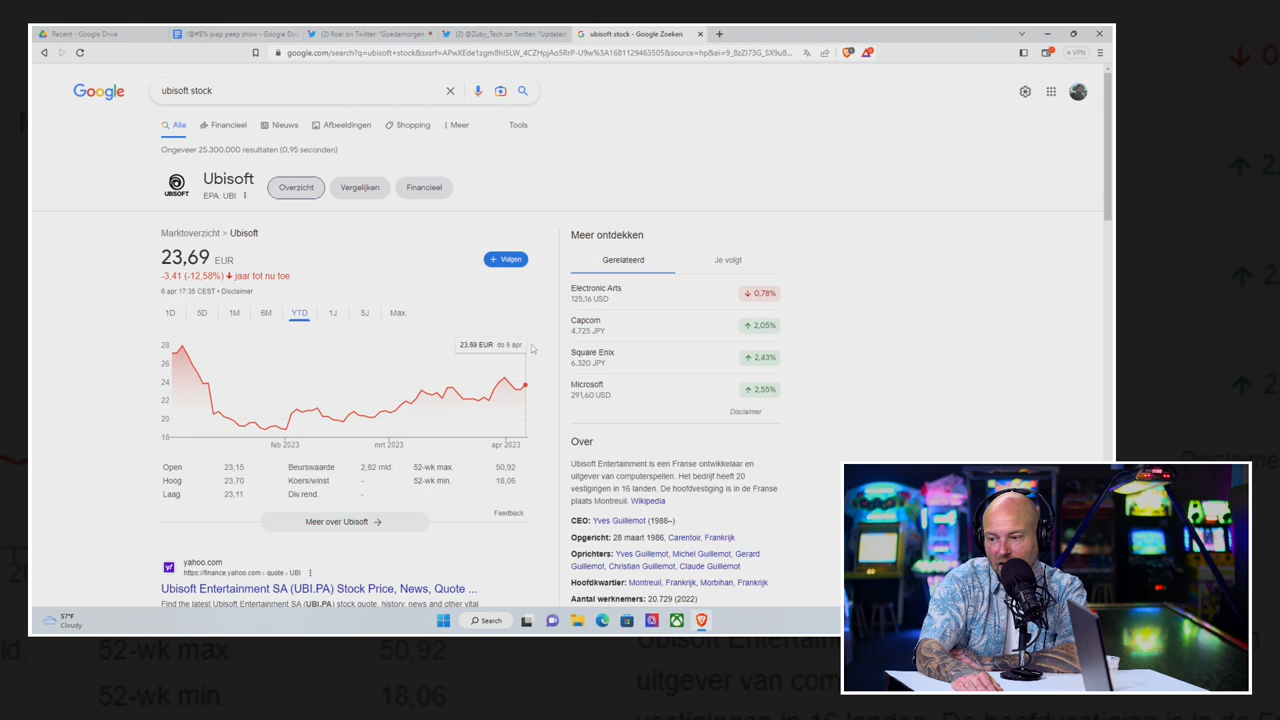 Recent - Google Drive
!@#$% piep peep show - Google Do
(2) Roel on Twitter: "Goedemorgen
(2) @Zuby_Tech on Twitter: "Updated
ubisoft stock - Google Zoeken
VPN
Google
ubisoft stock
Alle
Financieel
Nieuws
Afbeeldingen
Shopping
Meer
Tools
Ongeveer 25.300.000 resultaten (0,95 seconden)
UBISOFT
Ubisoft
EPA: UBI
Overzicht
Vergelijken
Financieel
Marktoverzicht > Ubisoft
23,69 EUR
-3,41 (-12,58%) jaar tot nu toe
6 apr 17:35 CEST • Disclaimer
+ Volgen
1D 5D 1M 6M YTD 1J 5J Max.
23,69 EUR do 6 apr
28
26
24
22
20
18
feb 2023 mrt 2023 apr 2023
Open 23,15 Beurswaarde 2,82 mld. 52-wk max. 50,92
Hoog 23,70 Koers/winst - 52-wk min. 18,06
Laag 23,11 Div.rend. -
Feedback
Meer over Ubisoft →
yahoo.com
https://finance.yahoo.com › quote › UBI
Ubisoft Entertainment SA (UBI.PA) Stock Price, News, Quote ...
Find the latest Ubisoft Entertainment SA (UBI.PA) stock quote, history, news and other vital
Meer ontdekken
Gerelateerd
Je volgt
Electronic Arts
125,16 USD
↓ 0,78%
Capcom
4.725 JPY
↑ 2,05%
Square Enix
6.320 JPY
↑ 2,43%
Microsoft
291,60 USD
↑ 2,55%
Disclaimer
Over
Ubisoft Entertainment is een Franse ontwikkelaar en
uitgever van computerspellen. Het bedrijf heeft 20
vestigingen in 16 landen. De hoofdvestiging is in de Franse
plaats Montreuil. Wikipedia
CEO: Yves Guillemot (1988–)
Opgericht: 28 maart 1986, Carentoir, Frankrijk
Oprichters: Yves Guillemot, Michel Guillemot, Gerard
Guillemot, Christian Guillemot, Claude Guillemot
Hoofdkwartier: Montreuil, Frankrijk, Morbihan, Frankrijk
Aantal werknemers: 20.729 (2022)
57°F
Cloudy
Search
52-wk max. 50,92
52-wk min. 18,06